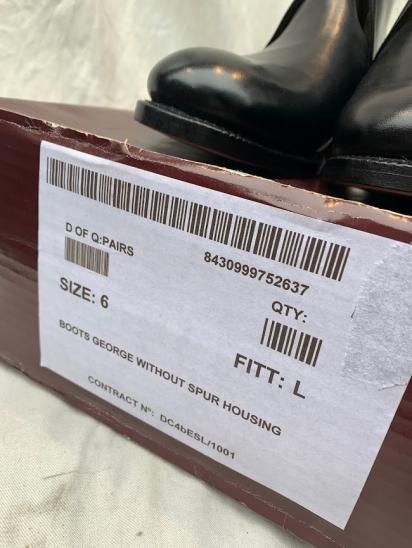 D OF Q:PAIRS
8430999752637
SIZE: 6
QTY:
FITT: L
BOOTS GEORGE WITHOUT SPUR HOUSING
CONTRACT Nº: DC4bESL/1001